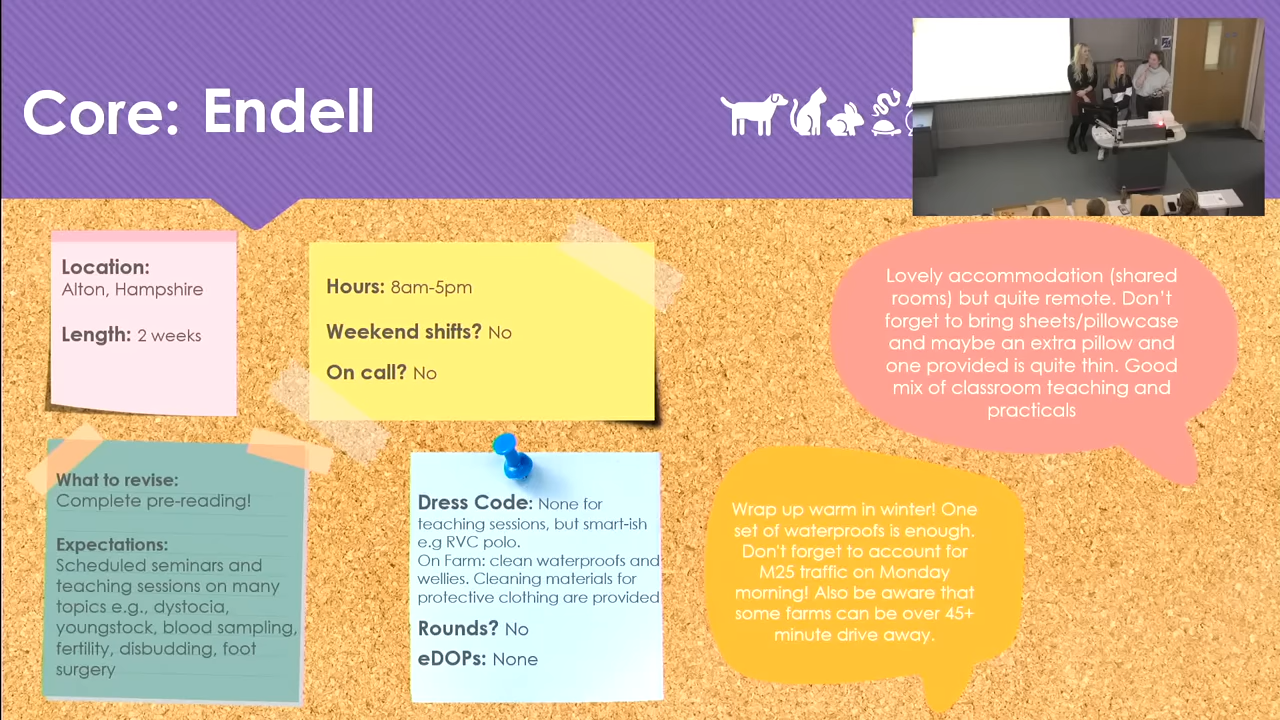 Core: Endell
Location:
Alton, Hampshire
Length: 2 weeks
Hours: 8am-5pm
Weekend shifts? No
On call? No
Lovely accommodation (shared
rooms) but quite remote. Don't
forget to bring sheets/pillowcase
and maybe an extra pillow and
one provided is quite thin. Good
mix of classroom teaching and
practicals
What to revise:
Complete pre-reading!
Expectations:
Scheduled seminars and
teaching sessions on many
topics e.g., dystocia,
youngstock, blood sampling,
fertility, disbudding, foot
surgery
Dress Code: None for
teaching sessions, but smart-ish
e.g RVC polo.
On Farm: clean waterproofs and
wellies. Cleaning materials for
protective clothing are provided
Rounds? No
eDOPs: None
Wrap up warm in winter! One
set of waterproofs is enough.
Don't forget to account for
M25 traffic on Monday
morning! Also be aware that
some farms can be over 45+
minute drive away.